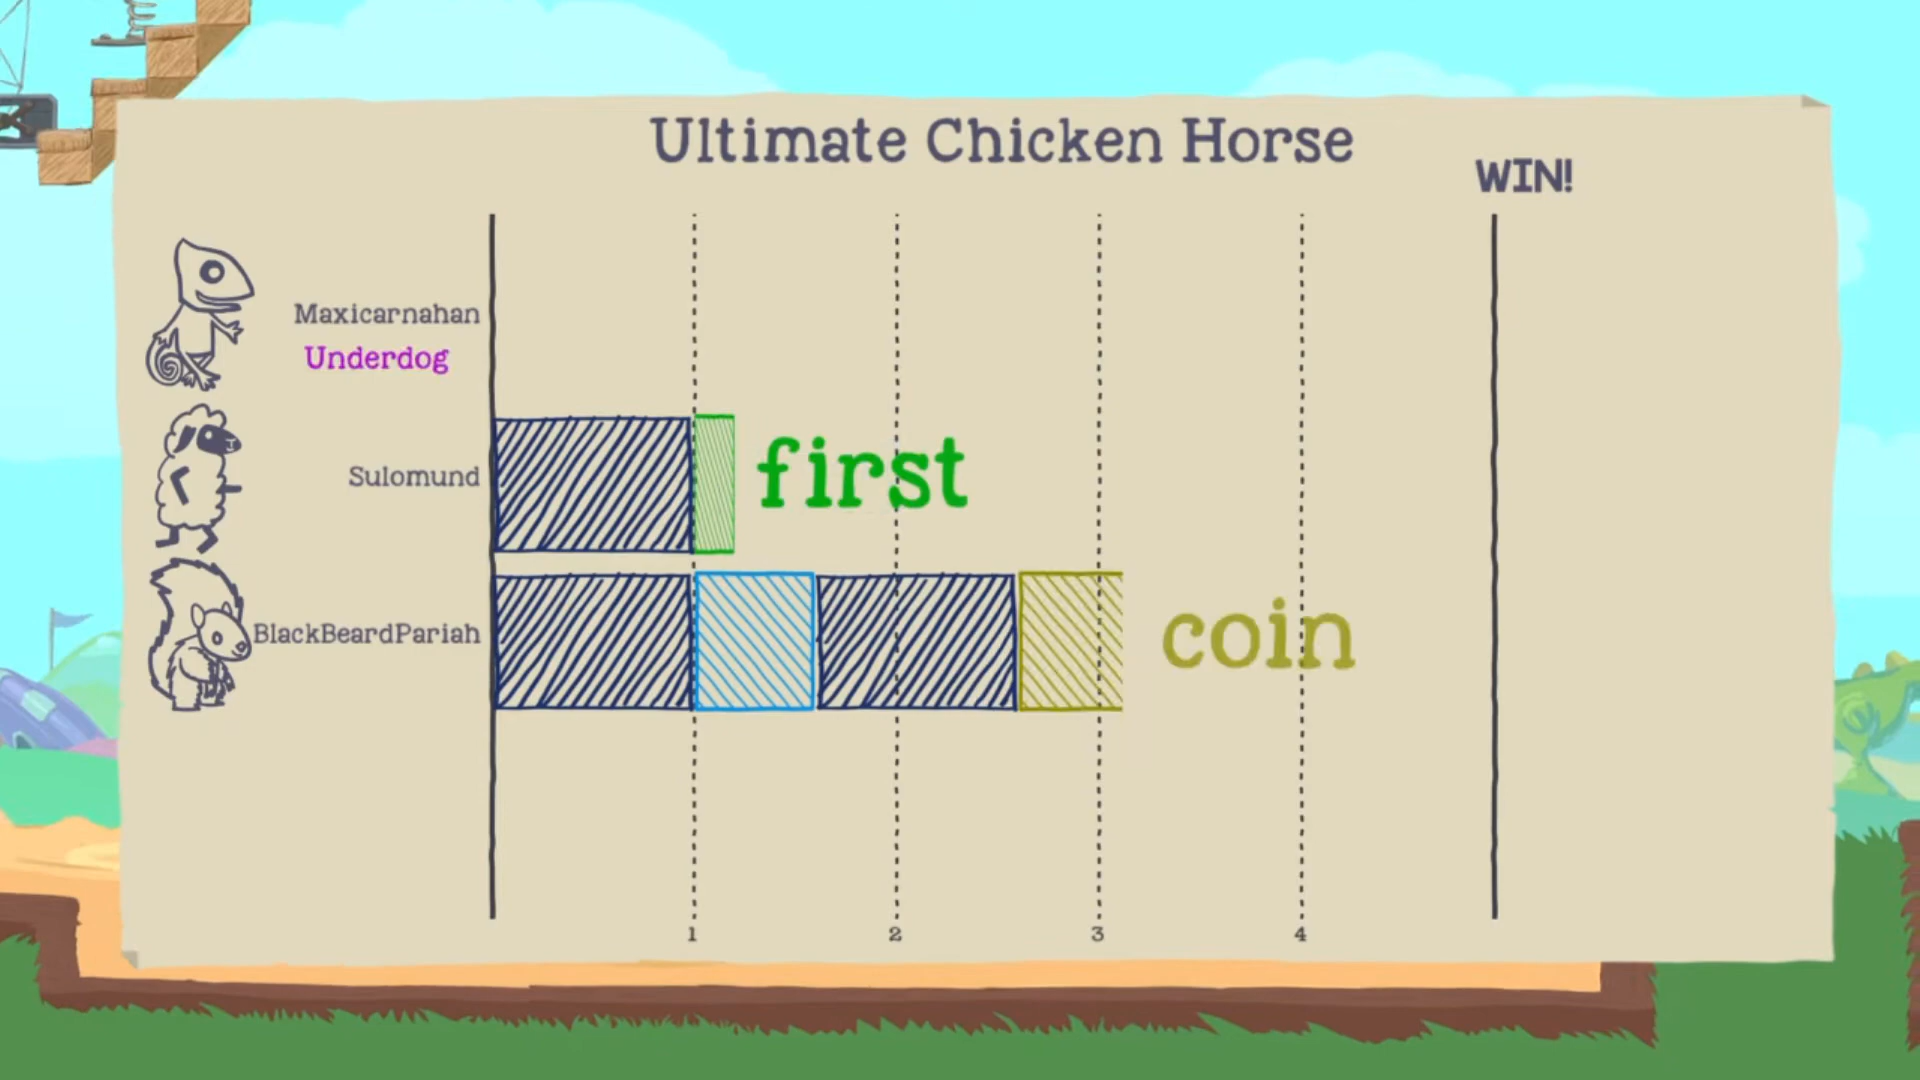 Ultimate Chicken Horse
WIN!
Maxicarnahan
Underdog
Sulomund
first
BlackBeardPariah
coin
1 2 3 4